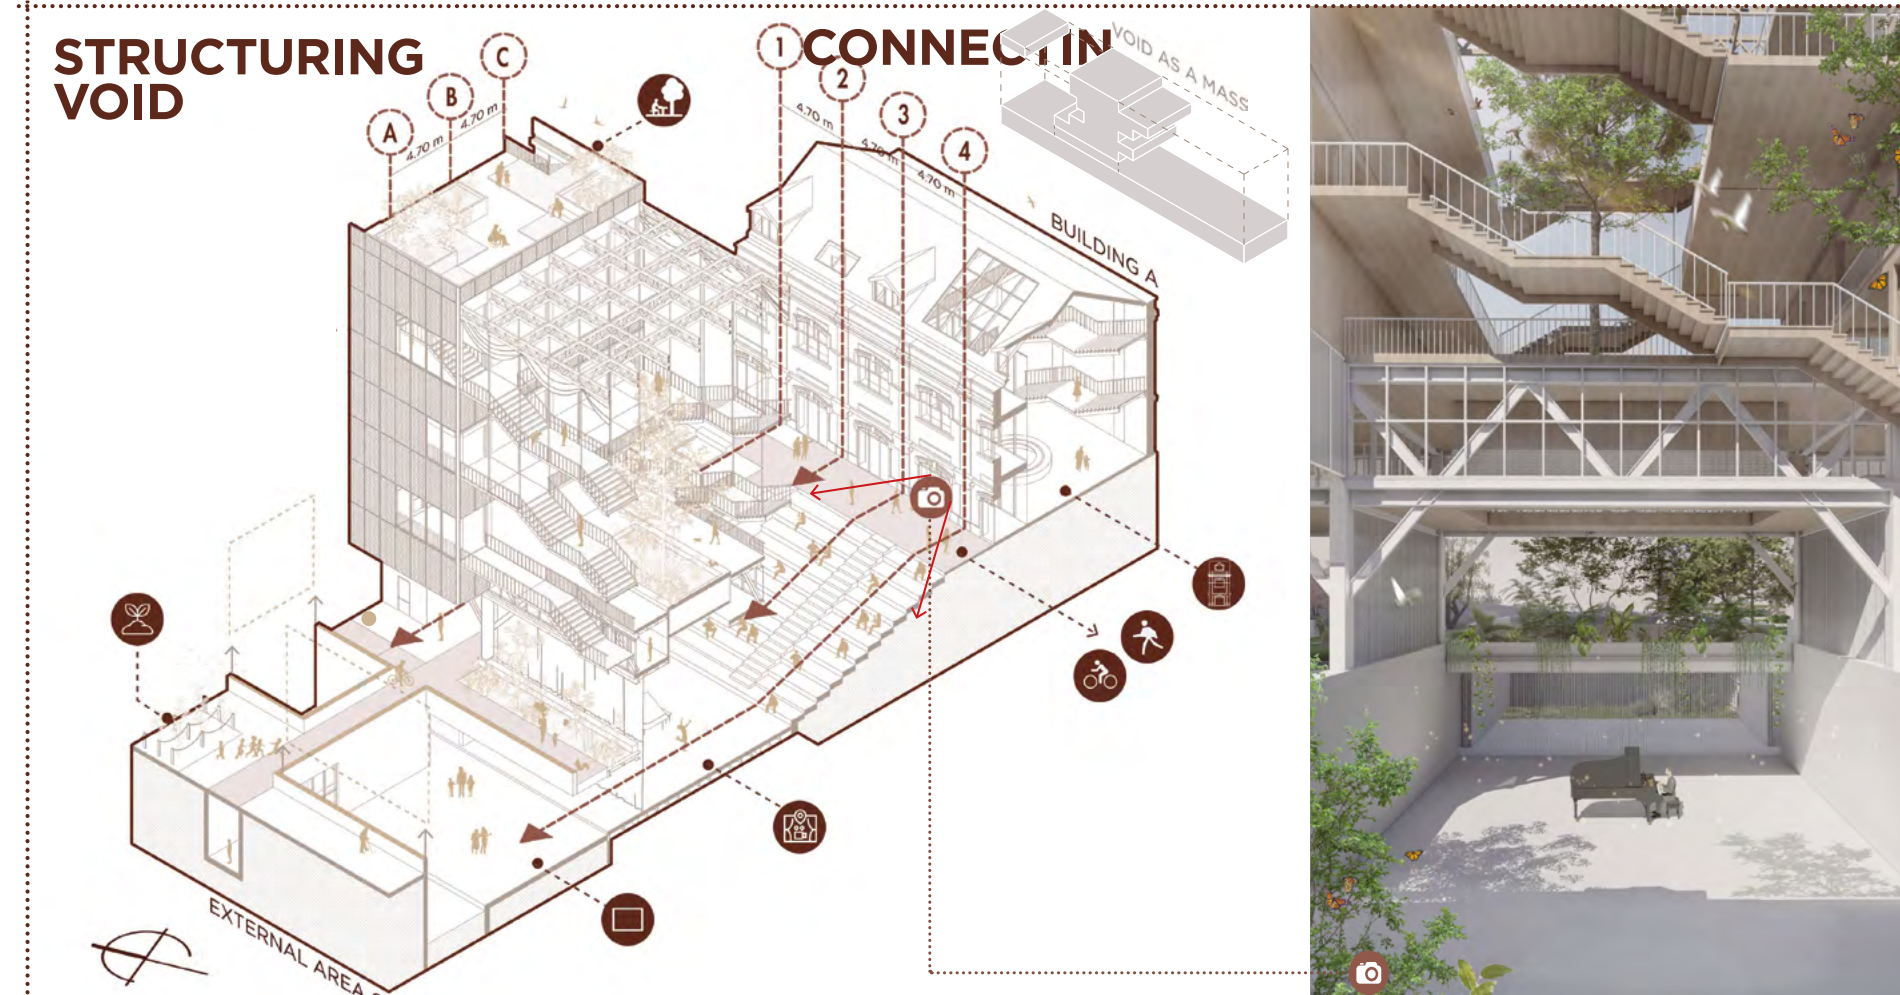 STRUCTURING
VOID
CONNECTIN
VOID AS A MASS
A
B
C
1
2
3
4
4.70 m
4.70 m
4.70 m
4.70 m
4.70 m
BUILDING A
EXTERNAL AREA